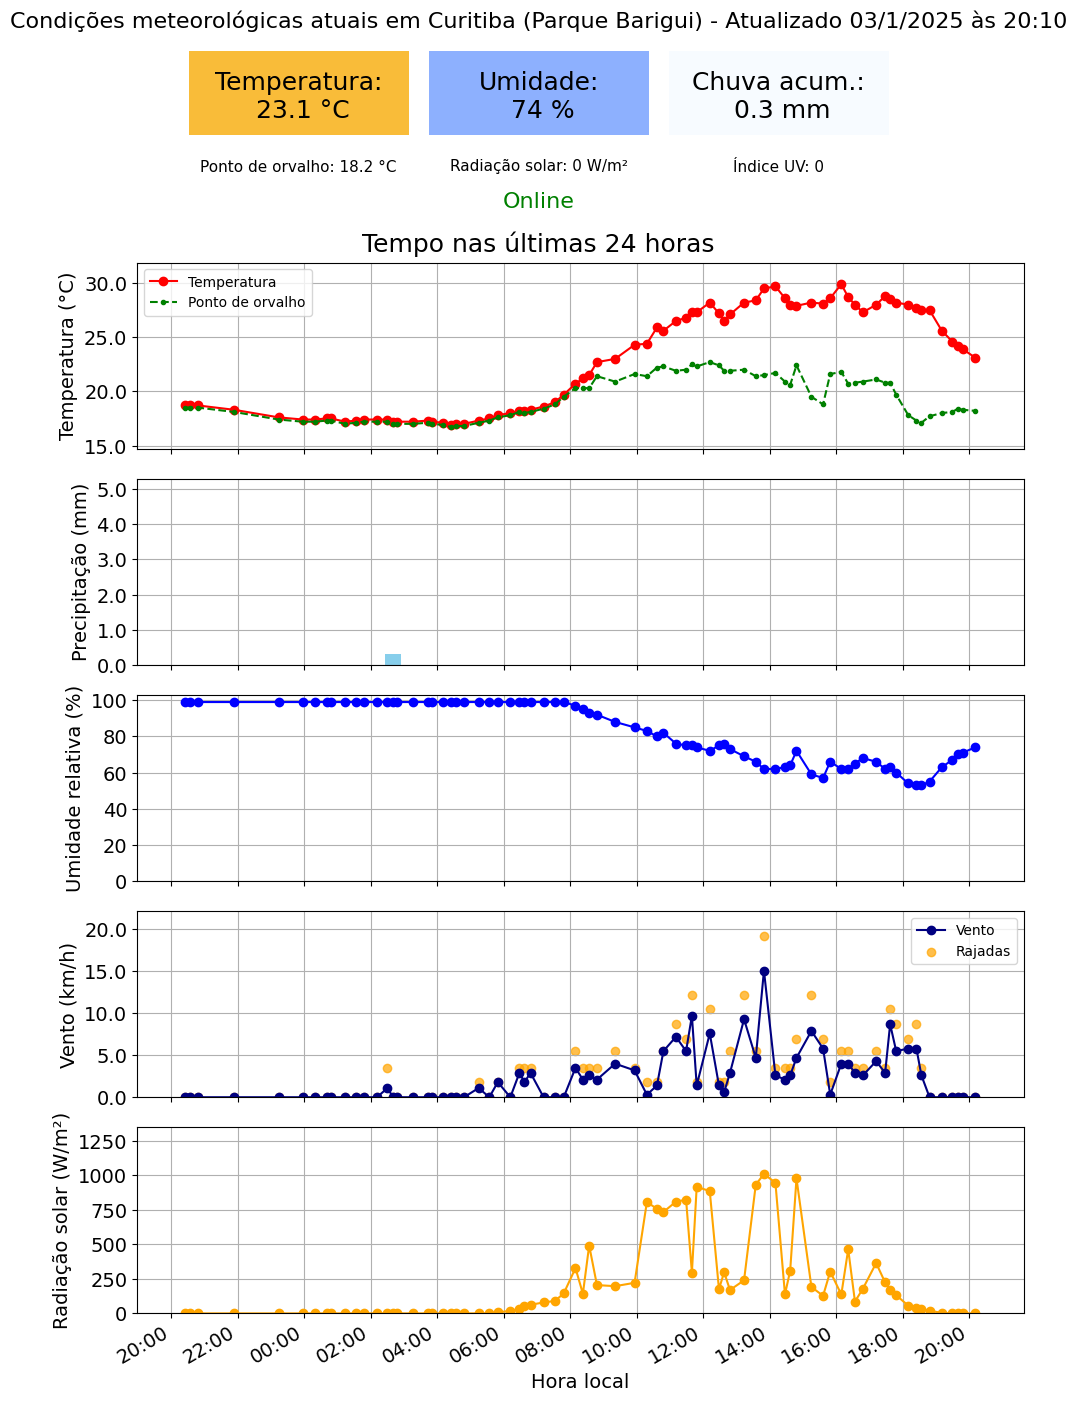 Condições meteorológicas atuais em Curitiba (Parque Barigui) - Atualizado 03/1/2025 às 20:10
Temperatura:
23.1 °C
Umidade:
74 %
Chuva acum.:
0.3 mm
Ponto de orvalho: 18.2 °C
Radiação solar: 0 W/m²
Índice UV: 0
Online
Tempo nas últimas 24 horas
Temperatura (°C)
30.0
25.0
20.0
15.0
Temperatura
Ponto de orvalho
Precipitação (mm)
5.0
4.0
3.0
2.0
1.0
0.0
Umidade relativa (%)
100
80
60
40
20
0
Vento (km/h)
20.0
15.0
10.0
5.0
0.0
Vento
Rajadas
Radiação solar (W/m²)
1250
1000
750
500
250
0
20:00
22:00
00:00
02:00
04:00
06:00
08:00
10:00
12:00
14:00
16:00
18:00
20:00
Hora local